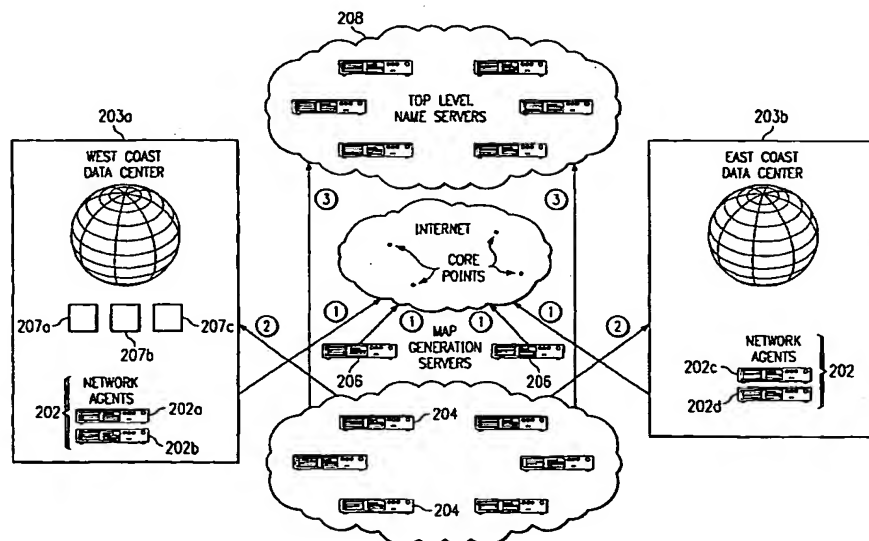 208
TOP LEVEL
NAME SERVERS
203a
WEST COAST
DATA CENTER
203b
EAST COAST
DATA CENTER
3
3
INTERNET
CORE
POINTS
207a
207b
207c
2
1
1
1
1
2
MAP
GENERATION
SERVERS
206
206
NETWORK
AGENTS
202
202a
202b
NETWORK
AGENTS
202c
202d
202
204
204